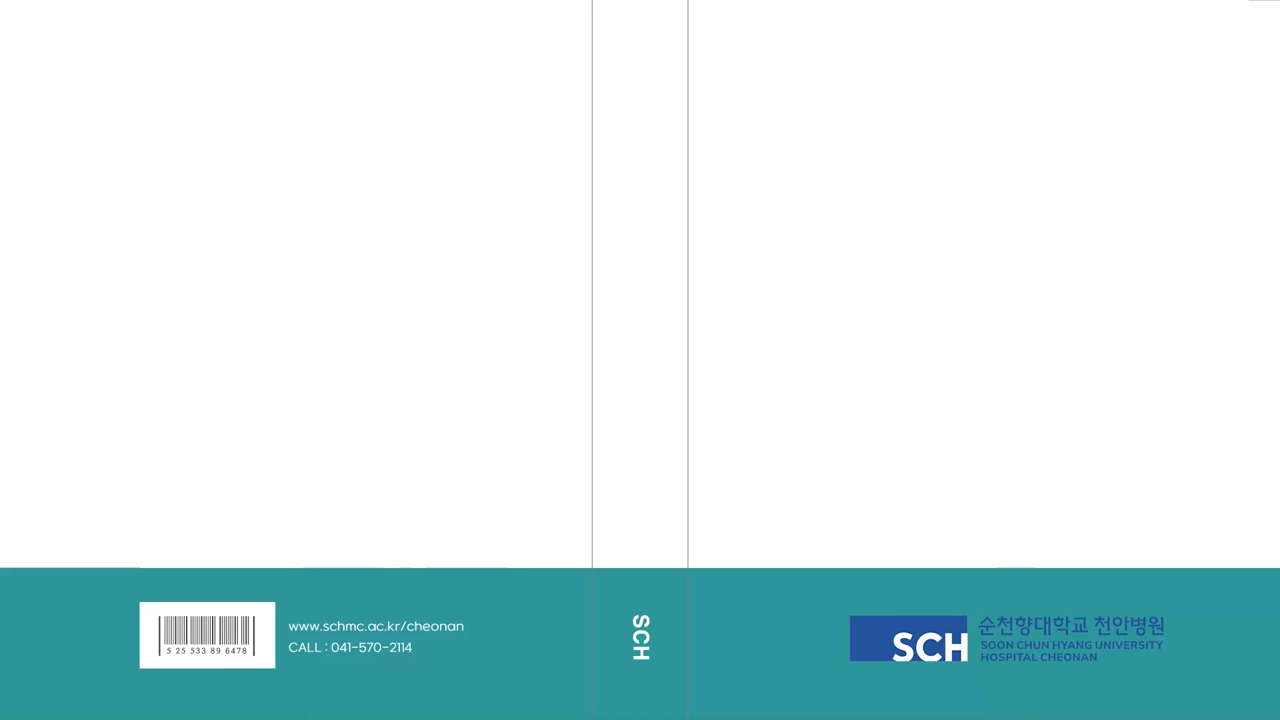 5 25 533 89 6478
www.schmc.ac.kr/cheonan
CALL : 041-570-2114
SCH
SCH
순천향대학교 천안병원
SOON CHUN HYANG UNIVERSITY
HOSPITAL CHEONAN